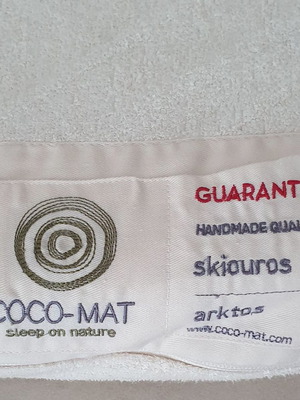 COCO-MAT
sleep on nature
GUARANT
HANDMADE QUAL
skiouros
arktos
www.coco-mat.com